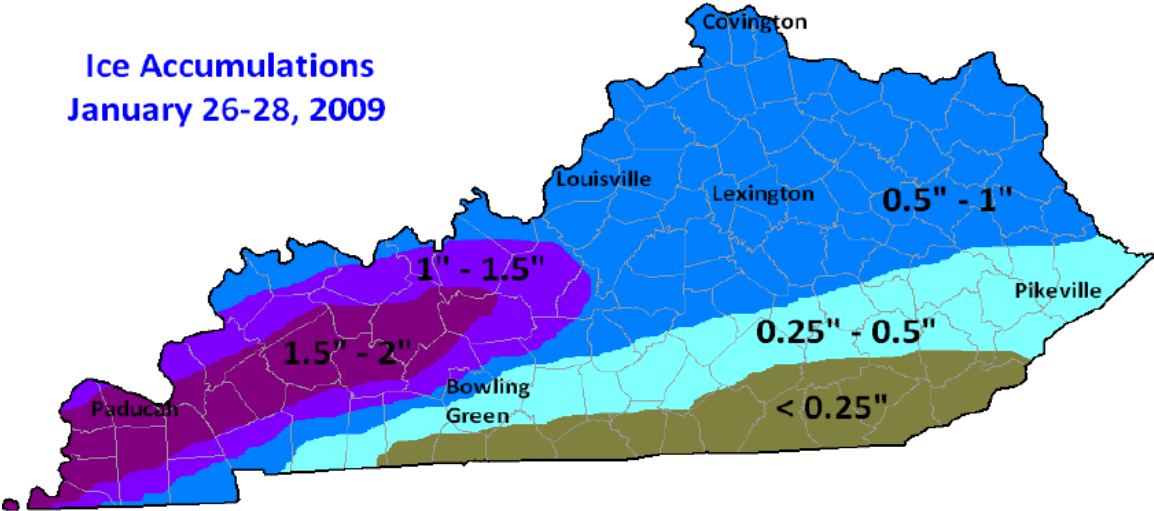 Covington
Ice Accumulations
January 26-28, 2009
Louisville
Lexington
0.5" - 1"
1" - 1.5"
Pikeville
0.25" - 0.5"
1.5" - 2"
Bowling
Green
Paducah
< 0.25"